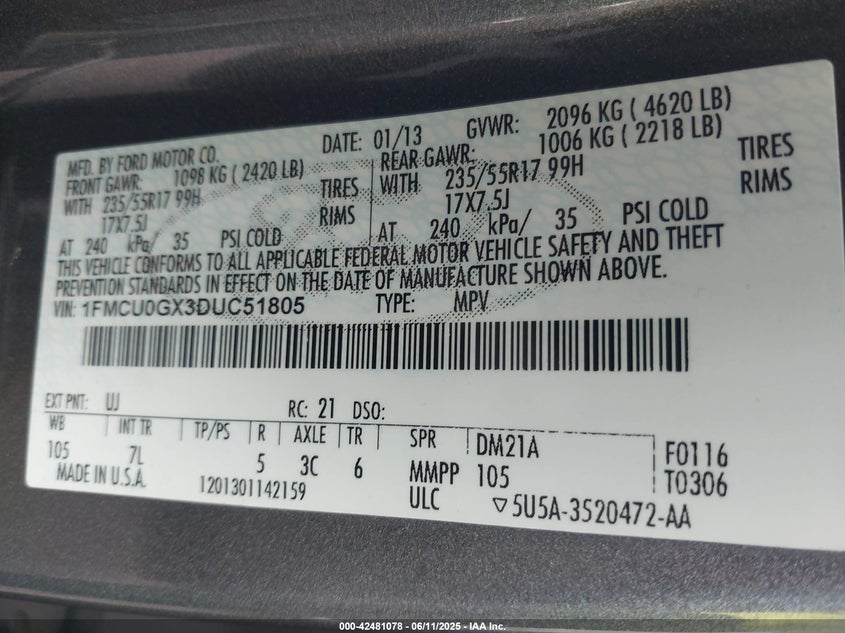 MFD. BY FORD MOTOR CO. DATE: 01/13 GVWR: 2096 KG ( 4620 LB)
FRONT GAWR: 1098 KG ( 2420 LB) REAR GAWR: 1006 KG ( 2218 LB)
WITH 235/55R17 99H TIRES WITH 235/55R17 99H TIRES
17X7.5J RIMS 17X7.5J RIMS
AT 240 kPa/ 35 PSI COLD AT 240 kPa/ 35 PSI COLD
THIS VEHICLE CONFORMS TO ALL APPLICABLE FEDERAL MOTOR VEHICLE SAFETY AND THEFT
PREVENTION STANDARDS IN EFFECT ON THE DATE OF MANUFACTURE SHOWN ABOVE.
VIN: 1FMCU0GX3DUC51805 TYPE: MPV
EXT PNT: UJ RC: 21 DSO:
WB INT TR TP/PS R AXLE TR SPR DM21A F0116
105 7L 5 3C 6 MMPP 105 T0306
MADE IN U.S.A. 1201301142159 ULC ▽5U5A-3520472-AA
000-42481078 - 06/11/2025 - IAA Inc.